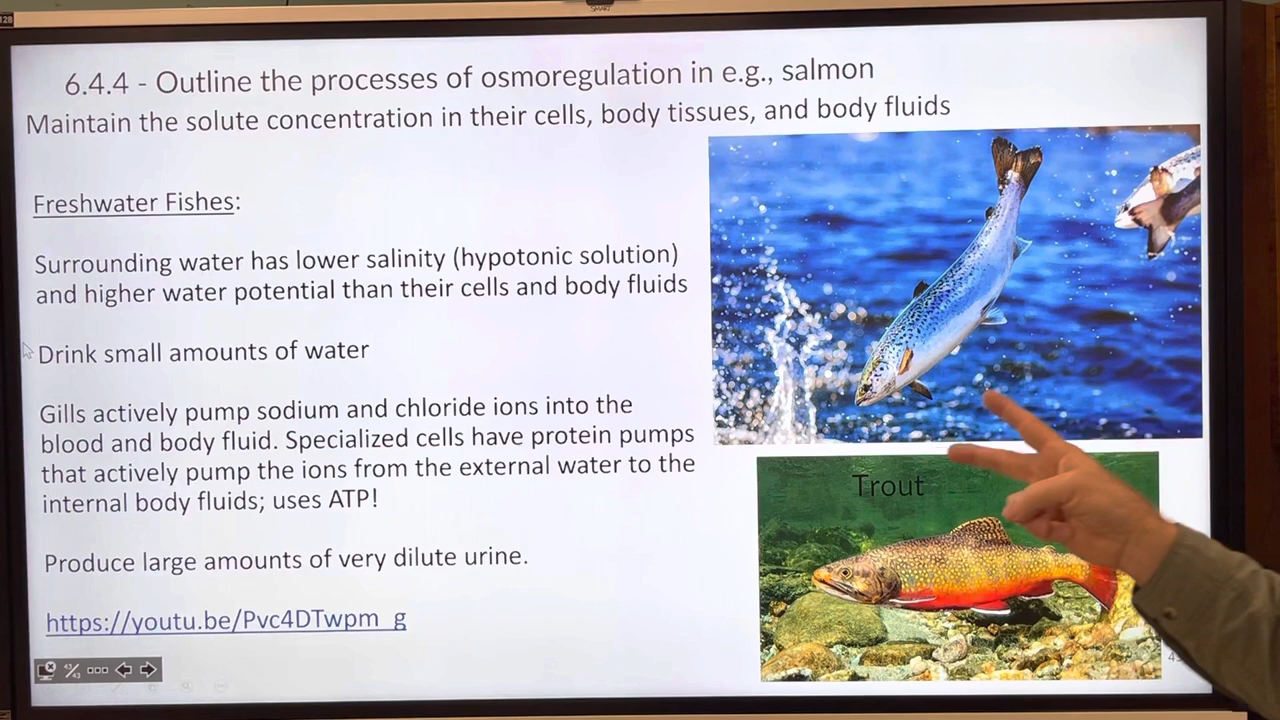 128
SMART
6.4.4 - Outline the processes of osmoregulation in e.g., salmon
Maintain the solute concentration in their cells, body tissues, and body fluids
Freshwater Fishes:
Surrounding water has lower salinity (hypotonic solution)
and higher water potential than their cells and body fluids
Drink small amounts of water
Gills actively pump sodium and chloride ions into the
blood and body fluid. Specialized cells have protein pumps
that actively pump the ions from the external water to the
internal body fluids; uses ATP!
Produce large amounts of very dilute urine.
https://youtu.be/Pvc4DTwpm_g
Trout